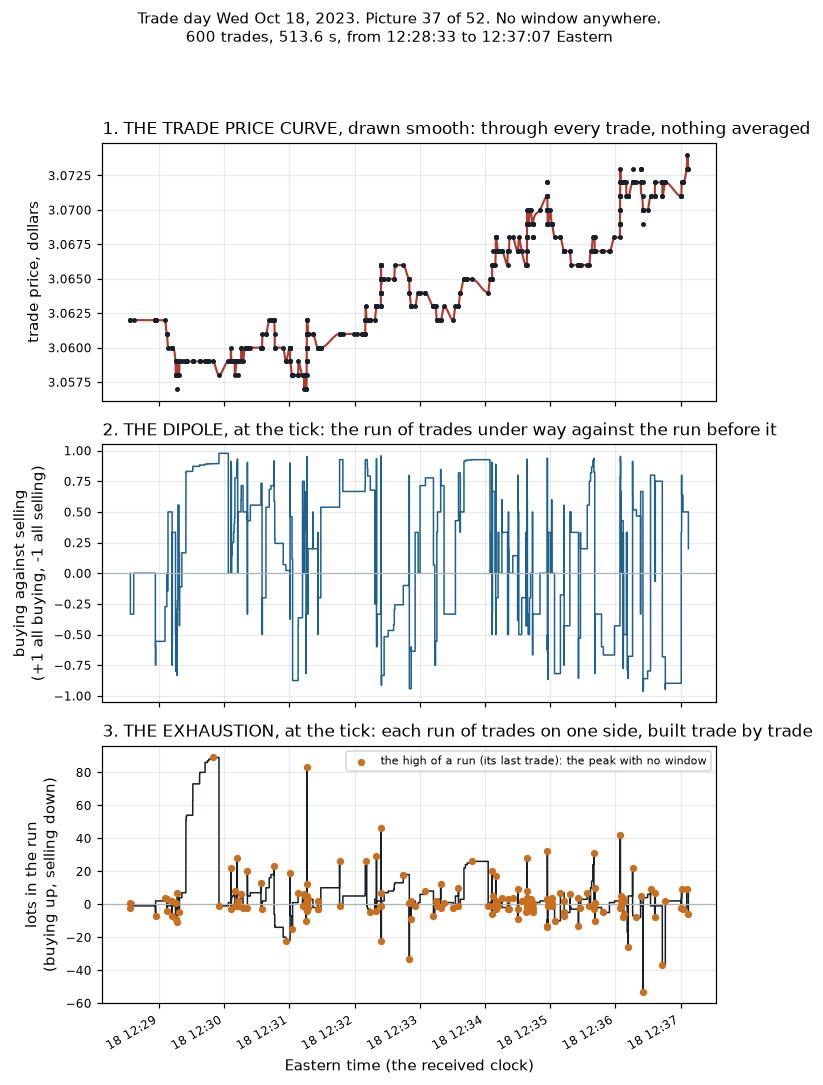 Trade day Wed Oct 18, 2023. Picture 37 of 52. No window anywhere.
600 trades, 513.6 s, from 12:28:33 to 12:37:07 Eastern
1. THE TRADE PRICE CURVE, drawn smooth: through every trade, nothing averaged
trade price, dollars
3.0725
3.0700
3.0675
3.0650
3.0625
3.0600
3.0575
2. THE DIPOLE, at the tick: the run of trades under way against the run before it
buying against selling
(+1 all buying, -1 all selling)
1.00
0.75
0.50
0.25
0.00
−0.25
−0.50
−0.75
−1.00
3. THE EXHAUSTION, at the tick: each run of trades on one side, built trade by trade
the high of a run (its last trade): the peak with no window
lots in the run
(buying up, selling down)
80
60
40
20
0
−20
−40
−60
18 12:29
18 12:30
18 12:31
18 12:32
18 12:33
18 12:34
18 12:35
18 12:36
18 12:37
Eastern time (the received clock)